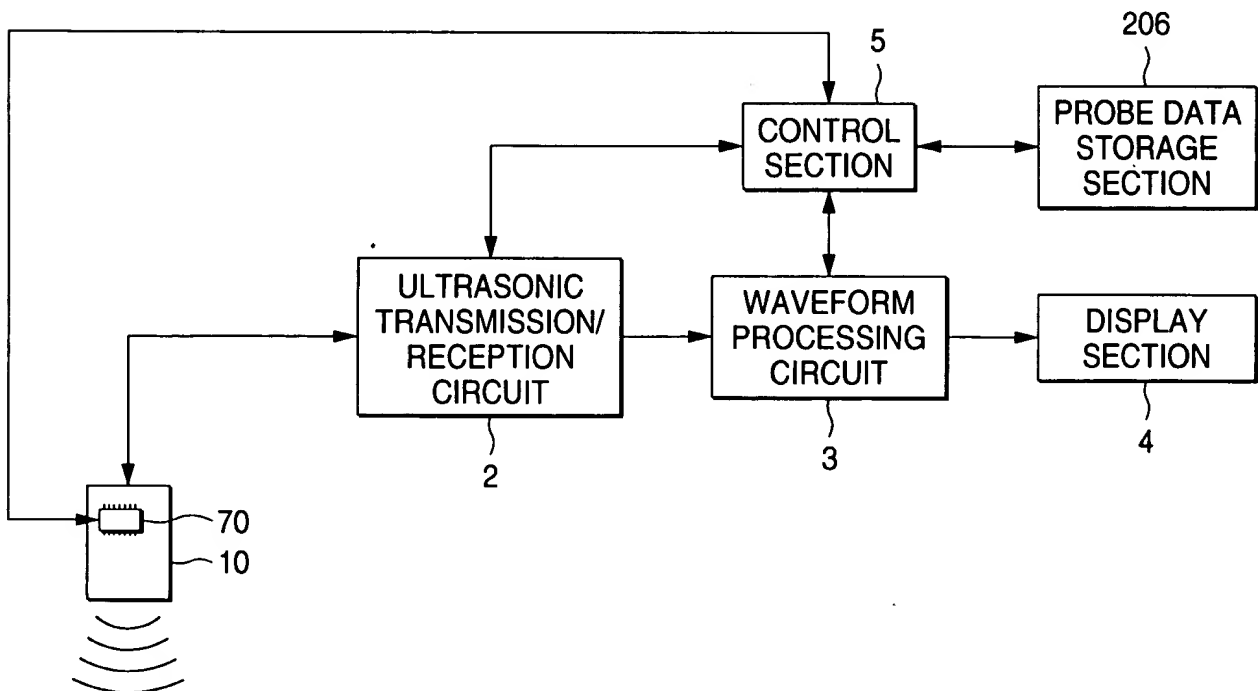 5
206
CONTROL
SECTION
PROBE DATA
STORAGE
SECTION
ULTRASONIC
TRANSMISSION/
RECEPTION
CIRCUIT
WAVEFORM
PROCESSING
CIRCUIT
DISPLAY
SECTION
2
3
4
70
10